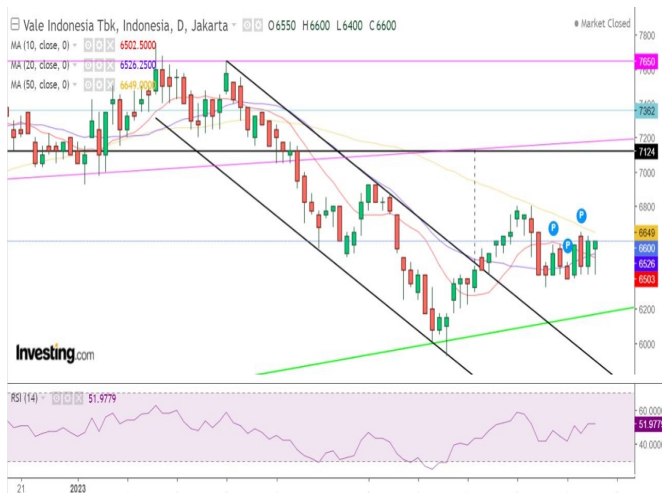 Vale Indonesia Tbk, Indonesia, D, Jakarta O6550 H6600 L6400 C6600
Market Closed
MA (10, close, 0) 6502.5000
MA (20, close, 0) 6526.2500
MA (50, close, 0) 6649.0000
7800
7650
7362
7200
7124
7000
6800
6649
6600
6526
6503
6200
6000
P
P
P
Investing.com
RSI (14) 51.9779
60.0000
51.9779
40.0000
21 2023